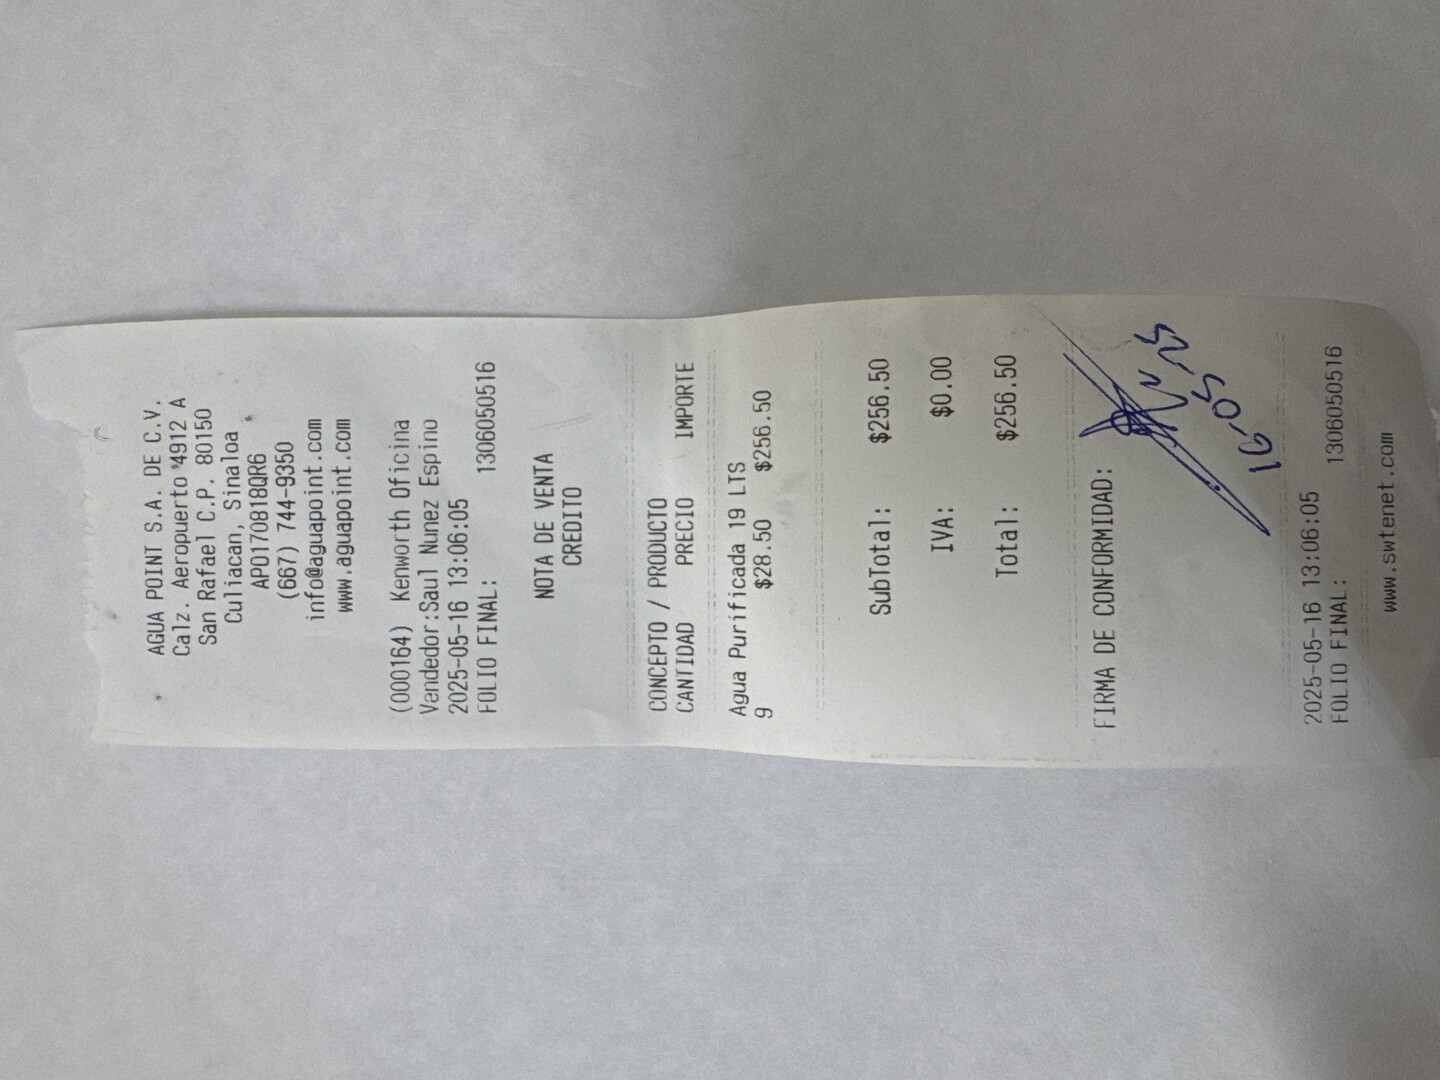 AGUA POINT S.A. DE C.V.
Calz. Aeropuerto 4912 A
San Rafael C.P. 80150
Culiacan, Sinaloa
APO170818QR6
(667) 744-9350
info@aguapoint.com
www.aguapoint.com
(000164) Kenworth Oficina
Vendedor:Saul Nunez Espino
2025-05-16 13:06:05
FOLIO FINAL: 1306050516
NOTA DE VENTA
CREDITO
CONCEPTO / PRODUCTO
CANTIDAD PRECIO IMPORTE
Agua Purificada 19 LTS
9 $28.50 $256.50
SubTotal: $256.50
IVA: $0.00
Total: $256.50
FIRMA DE CONFORMIDAD:
16-05-25
2025-05-16 13:06:05
FOLIO FINAL: 1306050516
www.swtenet.com